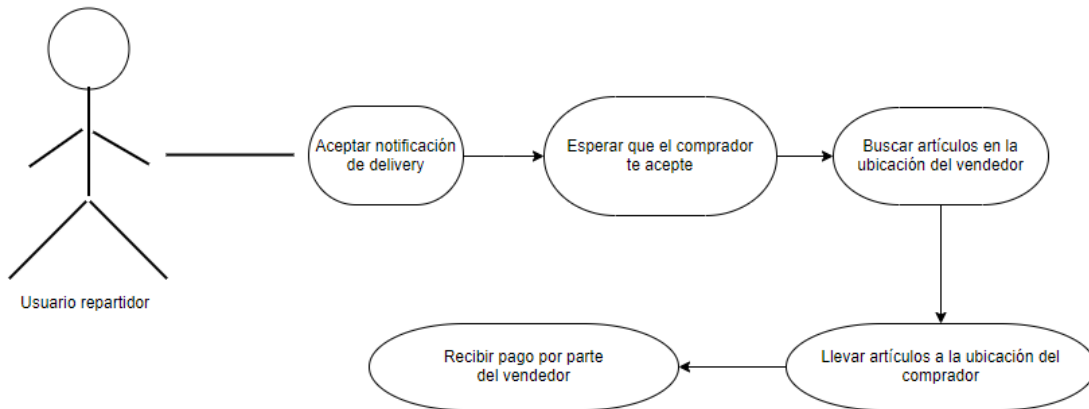 Aceptar notificación
de delivery
Esperar que el comprador
te acepte
Buscar artículos en la
ubicación del vendedor
Usuario repartidor
Llevar artículos a la ubicación del
comprador
Recibir pago por parte
del vendedor